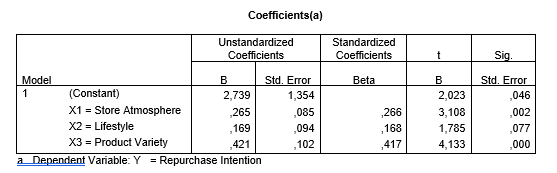 Coefficients(a)
Unstandardized Coefficients Standardized Coefficients t Sig.
Model B Std. Error Beta B Std. Error
1 (Constant) 2,739 1,354 2,023 ,046
X1 = Store Atmosphere ,265 ,085 ,266 3,108 ,002
X2 = Lifestyle ,169 ,094 ,168 1,785 ,077
X3 = Product Variety ,421 ,102 ,417 4,133 ,000
a Dependent Variable: Y = Repurchase Intention